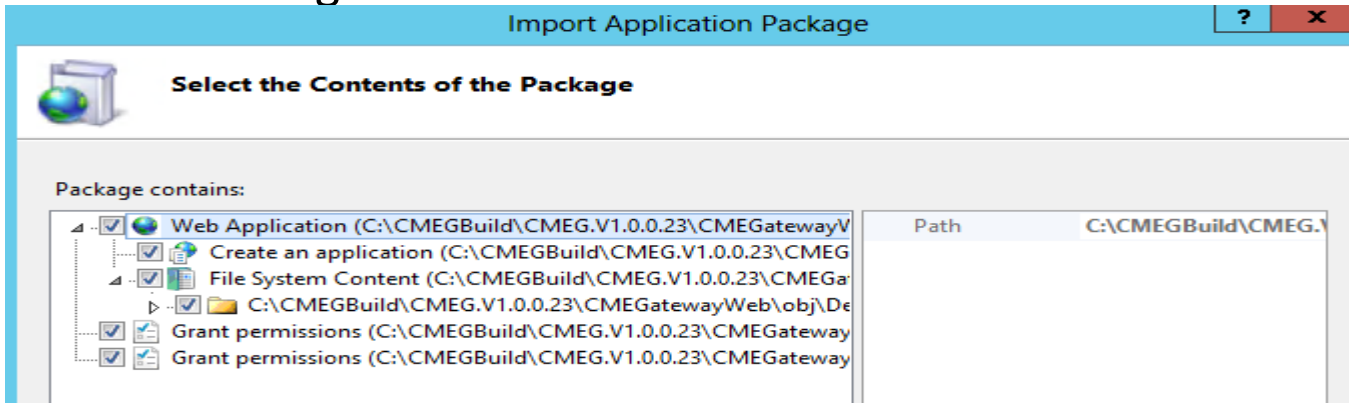 Import Application Package
? x
Select the Contents of the Package
Package contains:
Web Application (C:\CMEGBuild\CMEG.V1.0.0.23\CMEGatewayV
Path C:\CMEGBuild\CMEG.\
Create an application (C:\CMEGBuild\CMEG.V1.0.0.23\CMEG
File System Content (C:\CMEGBuild\CMEG.V1.0.0.23\CMEGa
C:\CMEGBuild\CMEG.V1.0.0.23\CMEGatewayWeb\obj\De
Grant permissions (C:\CMEGBuild\CMEG.V1.0.0.23\CMEGateway
Grant permissions (C:\CMEGBuild\CMEG.V1.0.0.23\CMEGateway